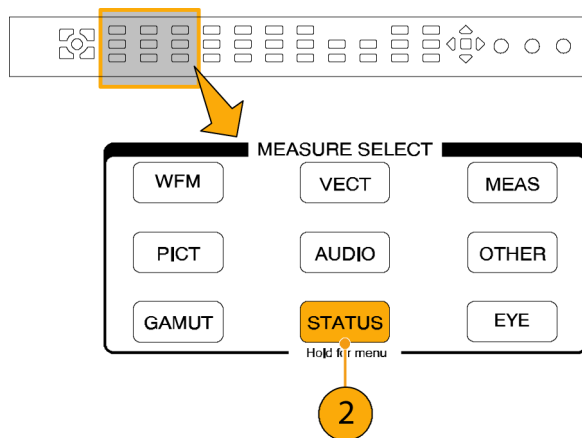 MEASURE SELECT
WFM VECT MEAS
PICT AUDIO OTHER
GAMUT STATUS EYE
Hold for menu
2